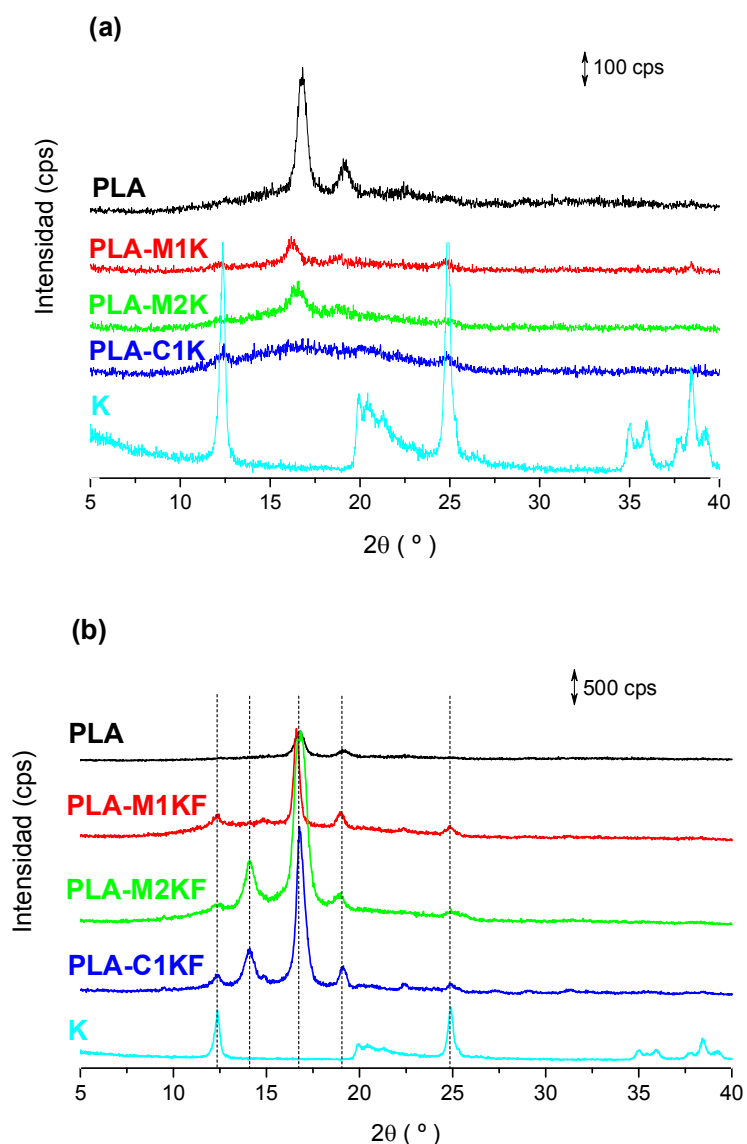 (a)
100 cps
PLA
PLA-M1K
PLA-M2K
PLA-C1K
K
Intensidad (cps)
5 10 15 20 25 30 35 40
2θ ( º )
(b)
500 cps
PLA
PLA-M1KF
PLA-M2KF
PLA-C1KF
K
Intensidad (cps)
5 10 15 20 25 30 35 40
2θ ( º )